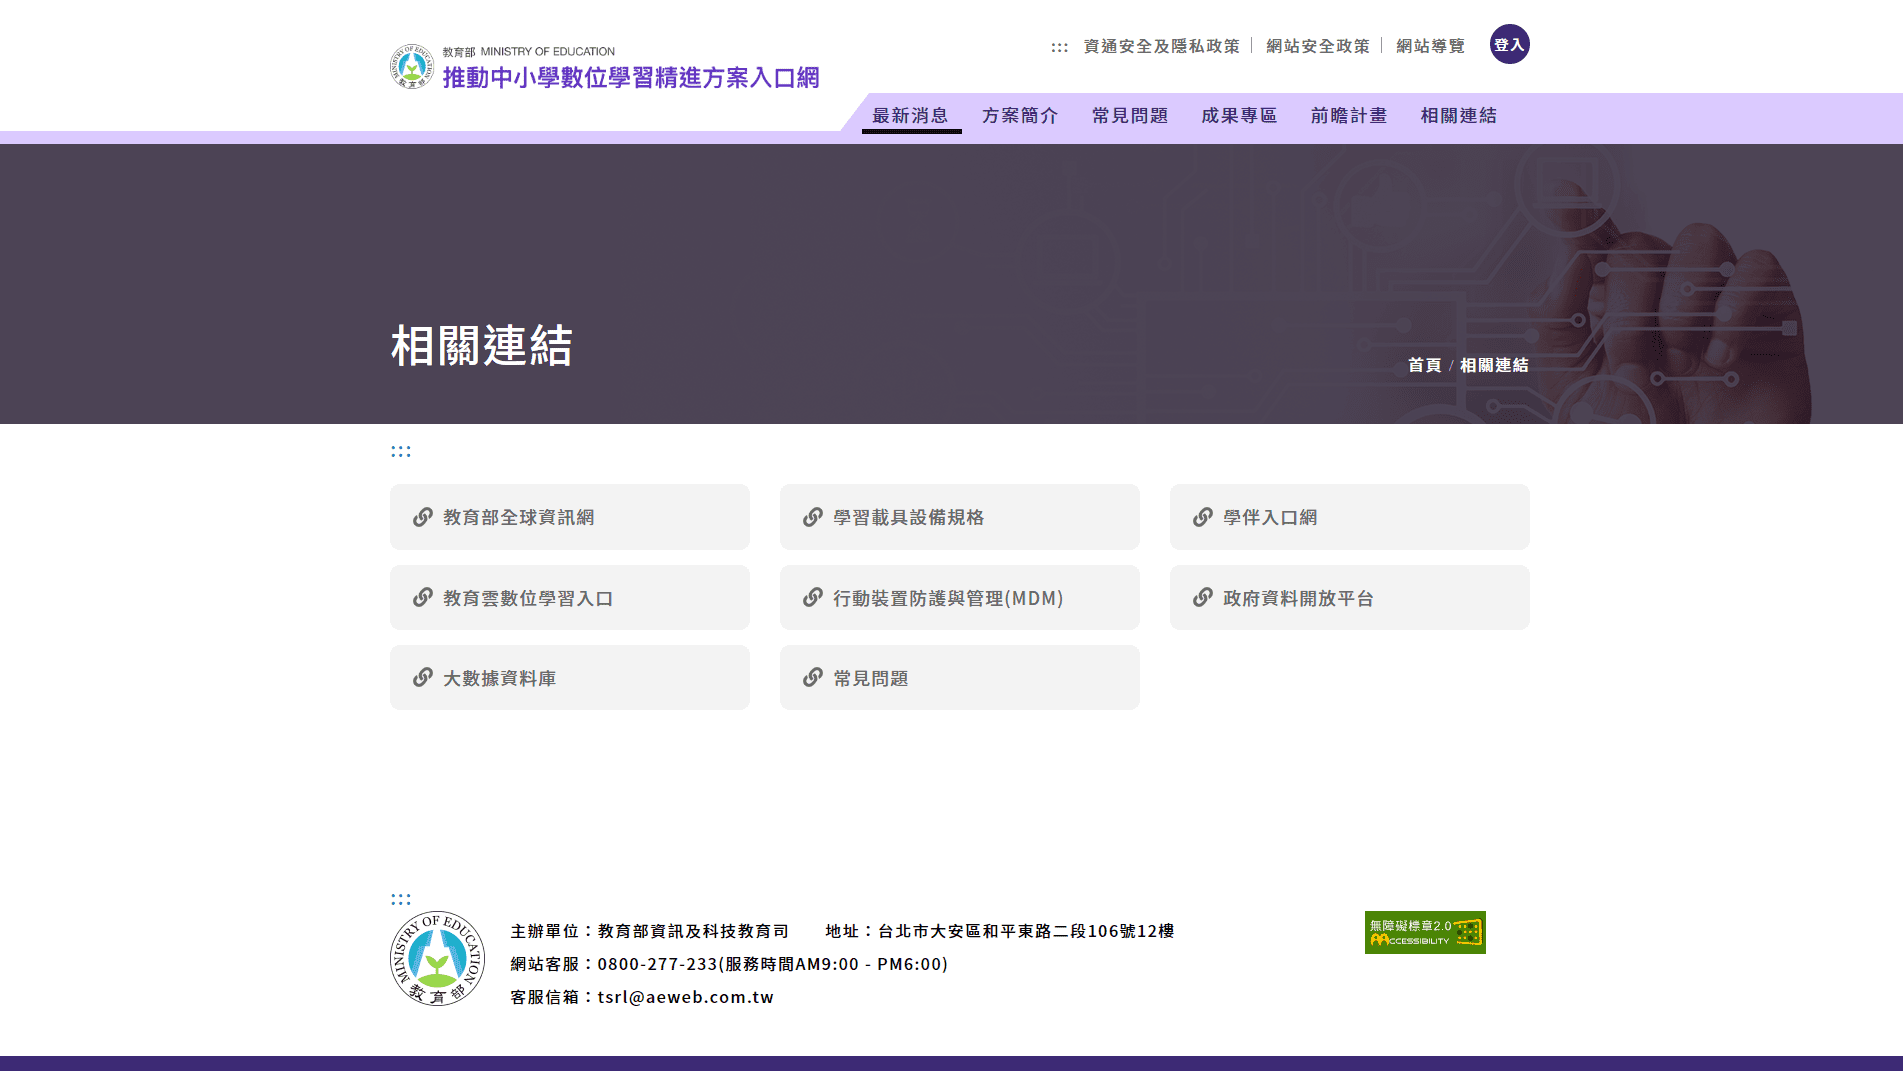 ::: 資通安全及隱私政策 網站安全政策 網站導覽 登入
教育部 MINISTRY OF EDUCATION
推動中小學數位學習精進方案入口網
最新消息 方案簡介 常見問題 成果專區 前瞻計畫 相關連結
相關連結
首頁 / 相關連結
:::
教育部全球資訊網 學習載具設備規格 學伴入口網
教育雲數位學習入口 行動裝置防護與管理(MDM) 政府資料開放平台
大數據資料庫 常見問題
:::
MINISTRY OF EDUCATION
教育部
主辦單位：教育部資訊及科技教育司 地址：台北市大安區和平東路二段106號12樓
網站客服：0800-277-233(服務時間AM9:00 - PM6:00)
客服信箱：tsrl@aeweb.com.tw
無障礙標章2.0
ACCESSIBILITY